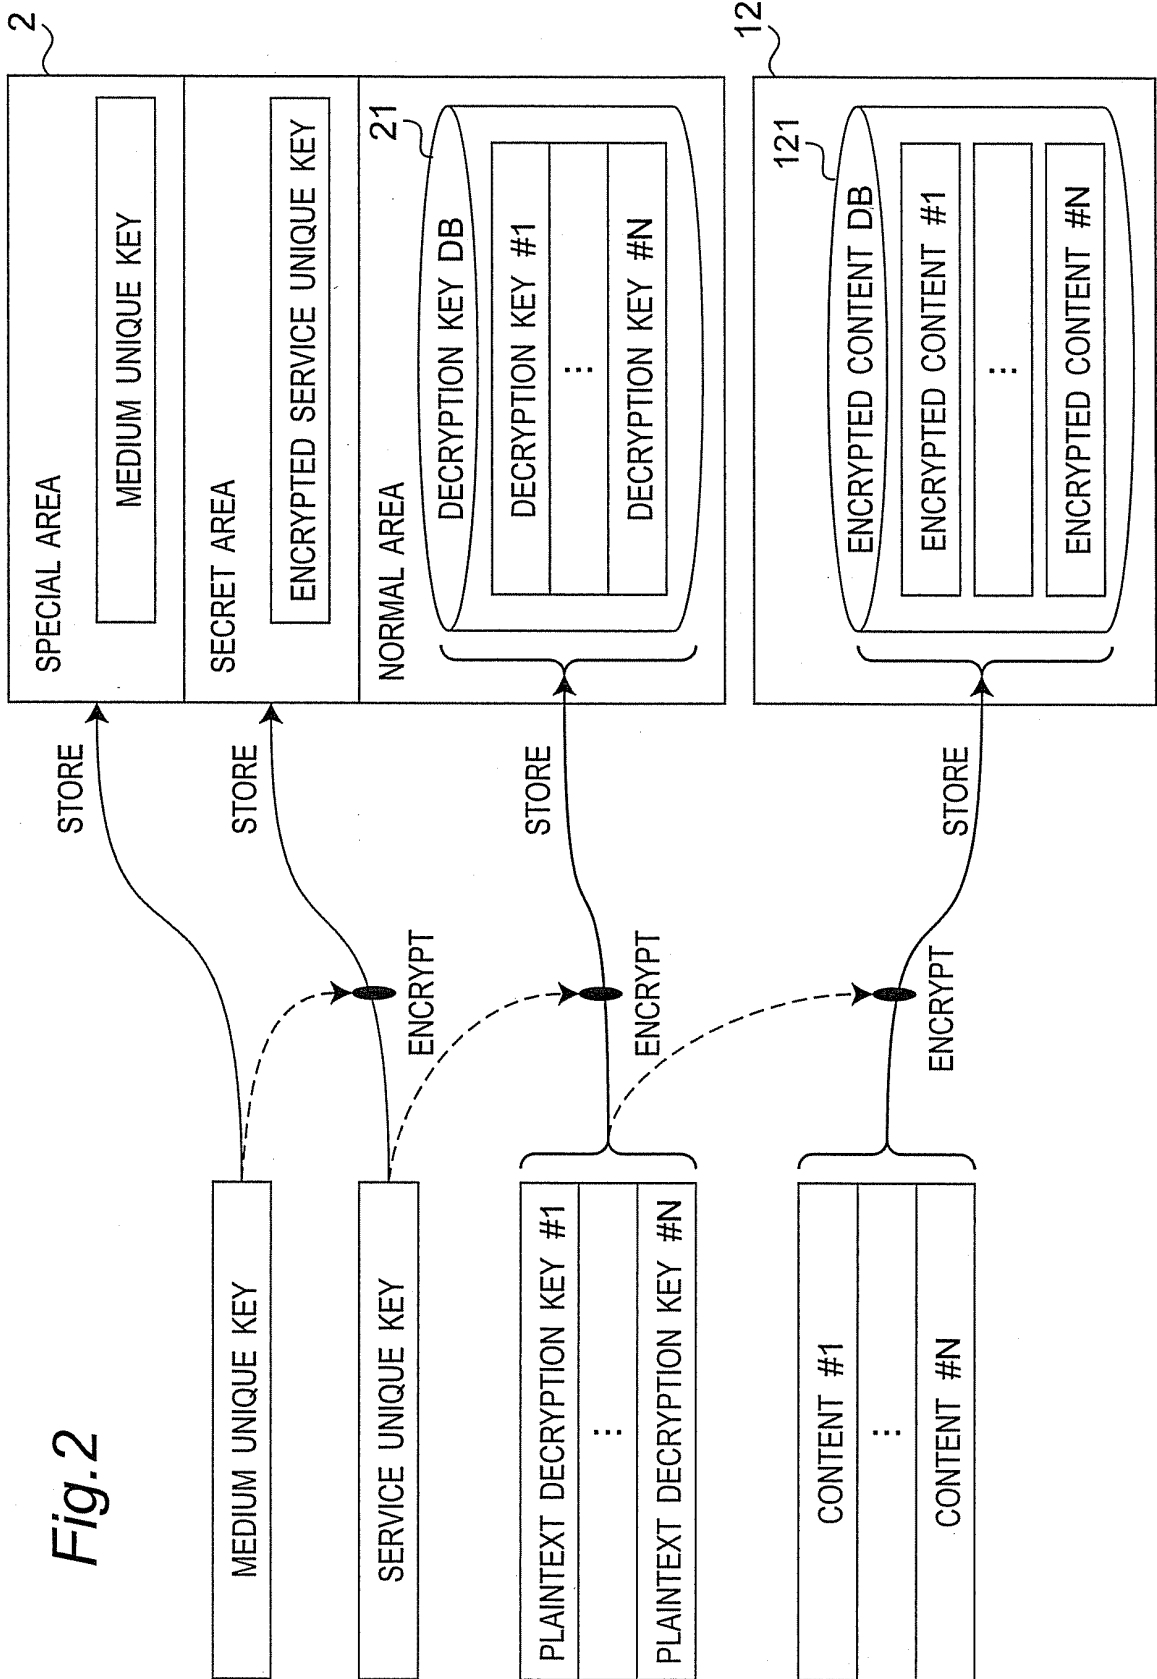 Fig.2
MEDIUM UNIQUE KEY
SERVICE UNIQUE KEY
PLAINTEXT DECRYPTION KEY #1
...
PLAINTEXT DECRYPTION KEY #N
CONTENT #1
...
CONTENT #N
ENCRYPT
ENCRYPT
ENCRYPT
STORE
STORE
STORE
STORE
2
SPECIAL AREA
MEDIUM UNIQUE KEY
SECRET AREA
ENCRYPTED SERVICE UNIQUE KEY
NORMAL AREA
21
DECRYPTION KEY DB
DECRYPTION KEY #1
...
DECRYPTION KEY #N
12
121
ENCRYPTED CONTENT DB
ENCRYPTED CONTENT #1
...
ENCRYPTED CONTENT #N